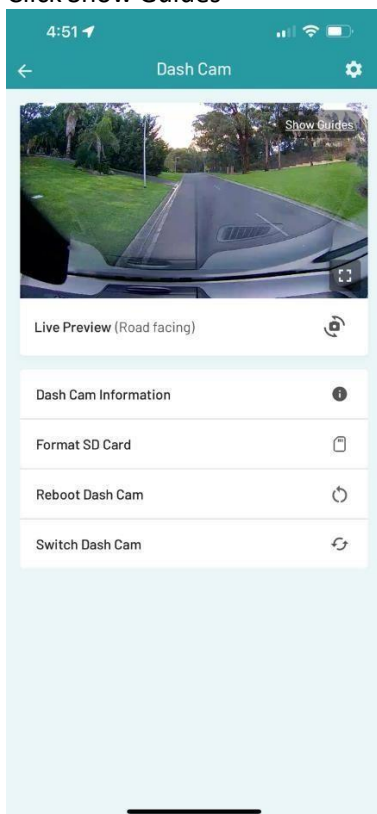 Click Show Guides
4:51
Dash Cam
Show Guides
Live Preview (Road facing)
Dash Cam Information
Format SD Card
Reboot Dash Cam
Switch Dash Cam